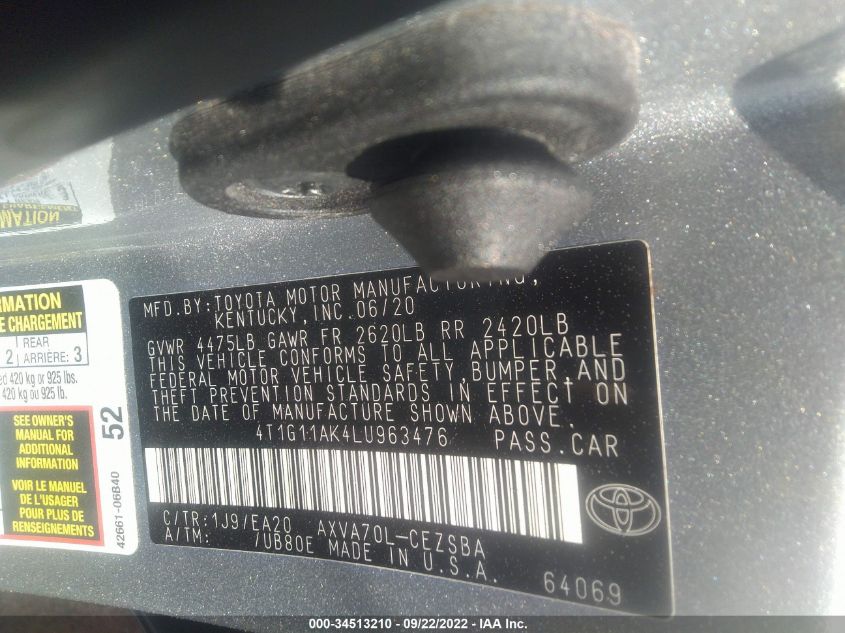 MATION
ORMATION
E CHARGEMENT
2 REAR ARRIÈRE: 3
ed 420 kg or 925 lbs.
420 kg ou 925 lb.
SEE OWNER'S
MANUAL FOR
ADDITIONAL
INFORMATION
VOIR LE MANUEL
DE L'USAGER
POUR PLUS DE
RENSEIGNEMENTS
52
42661-06B40
MFD.BY:TOYOTA MOTOR MANUFACTURING,
KENTUCKY,INC.06/20
GVWR 4475LB GAWR FR 2620LB RR 2420LB
THIS VEHICLE CONFORMS TO ALL APPLICABLE
FEDERAL MOTOR VEHICLE SAFETY,BUMPER,AND
THEFT PREVENTION STANDARDS IN EFFECT ON
THE DATE OF MANUFACTURE SHOWN ABOVE.
4T1G11AK4LU963476 PASS.CAR
C/TR:1J9/EA20 AXVA70L-CEZSBA
A/TM: /UB80E MADE IN U.S.A.
64069
000-34513210 - 09/22/2022 - IAA Inc.